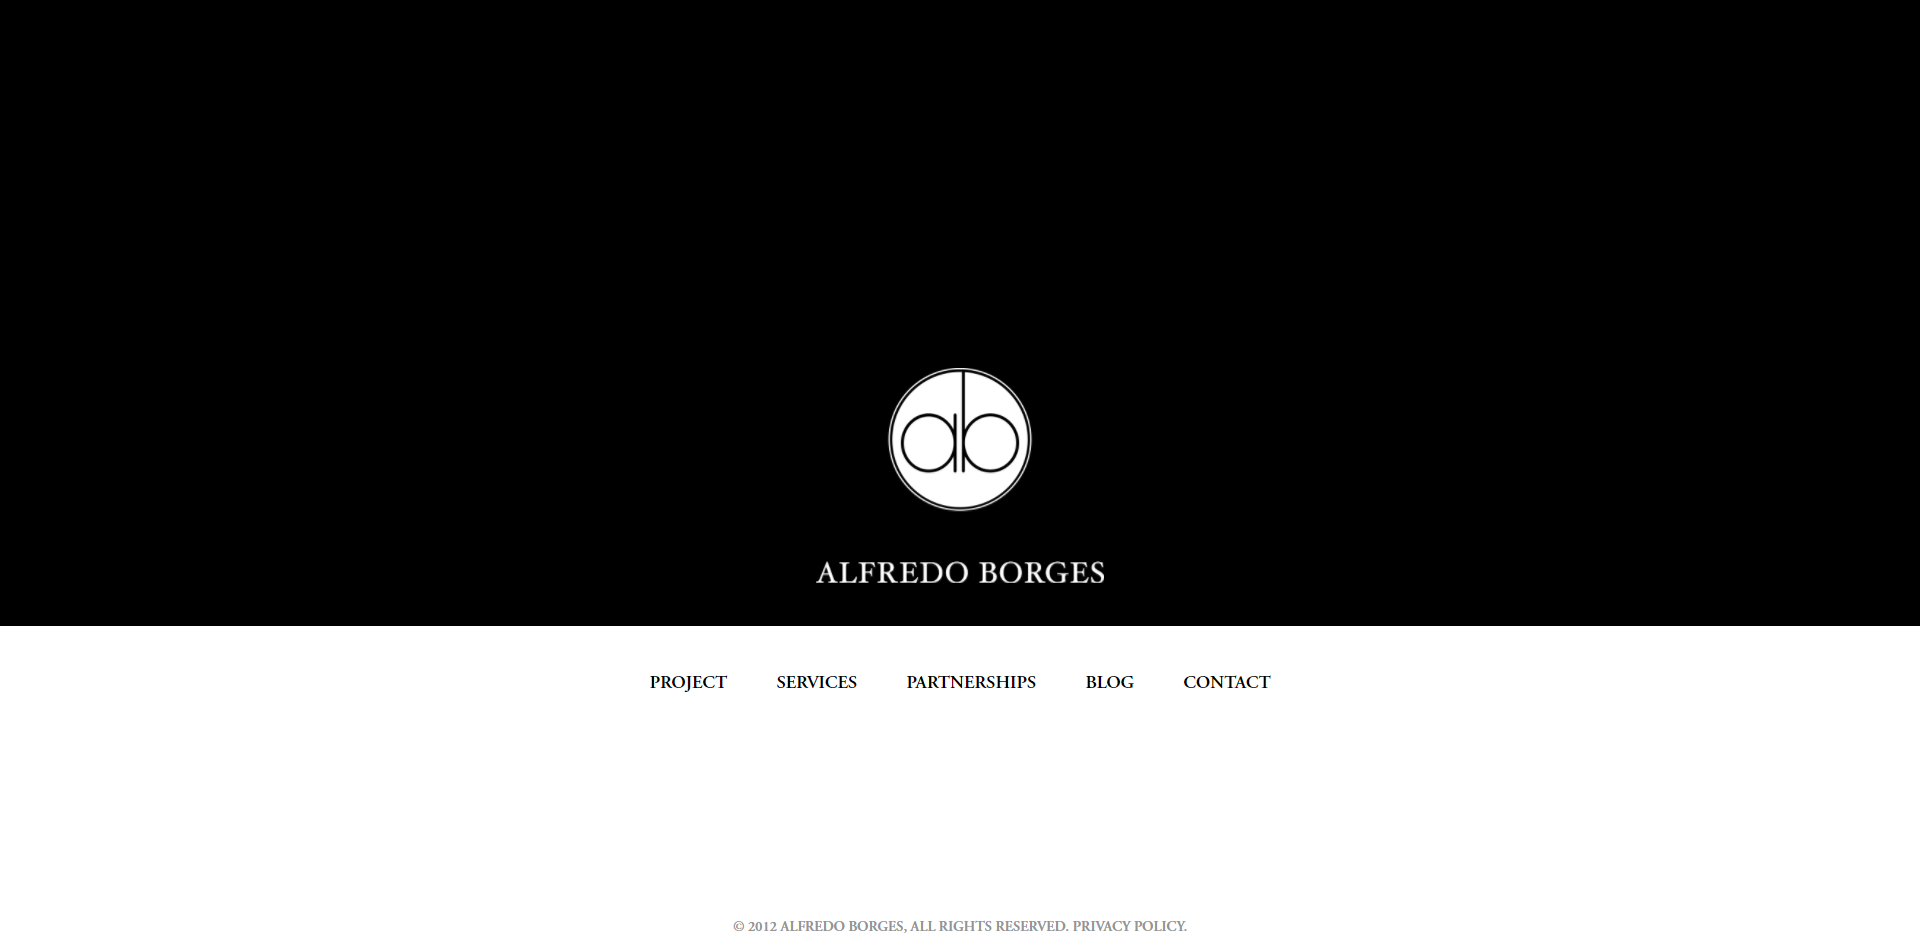 ab
ALFREDO BORGES
PROJECT SERVICES PARTNERSHIPS BLOG CONTACT
© 2012 ALFREDO BORGES, ALL RIGHTS RESERVED. PRIVACY POLICY.